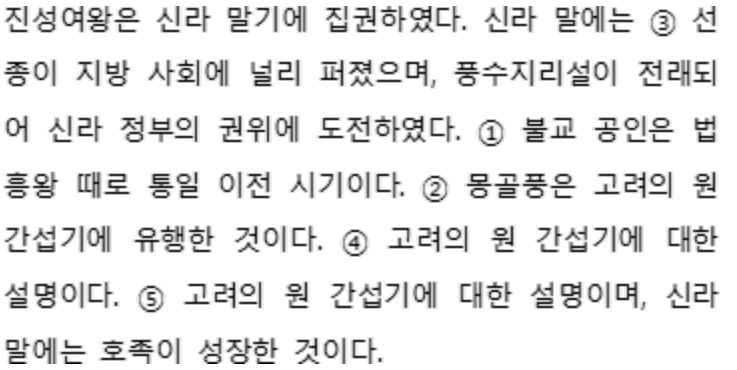 진성여왕은 신라 말기에 집권하였다. 신라 말에는 ③ 선
종이 지방 사회에 널리 퍼졌으며, 풍수지리설이 전래되
어 신라 정부의 권위에 도전하였다. ① 불교 공인은 법
흥왕 때로 통일 이전 시기이다. ② 몽골풍은 고려의 원
간섭기에 유행한 것이다. ④ 고려의 원 간섭기에 대한
설명이다. ⑤ 고려의 원 간섭기에 대한 설명이며, 신라
말에는 호족이 성장한 것이다.